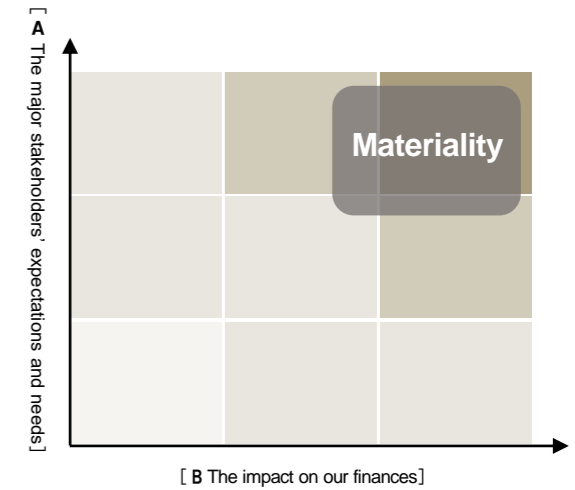 [ A The major stakeholders’ expectations and needs]
Materiality
[ B The impact on our finances]